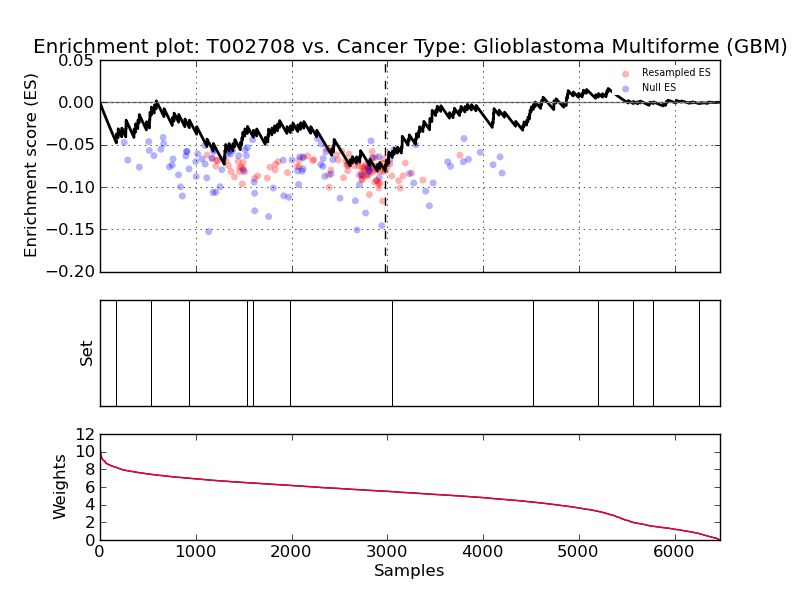 Enrichment plot: T002708 vs. Cancer Type: Glioblastoma Multiforme (GBM)
0.05
0.00
−0.05
−0.10
−0.15
−0.20
Enrichment score (ES)
Resampled ES
Null ES
Set
12
10
8
6
4
2
0
Weights
0 1000 2000 3000 4000 5000 6000
Samples